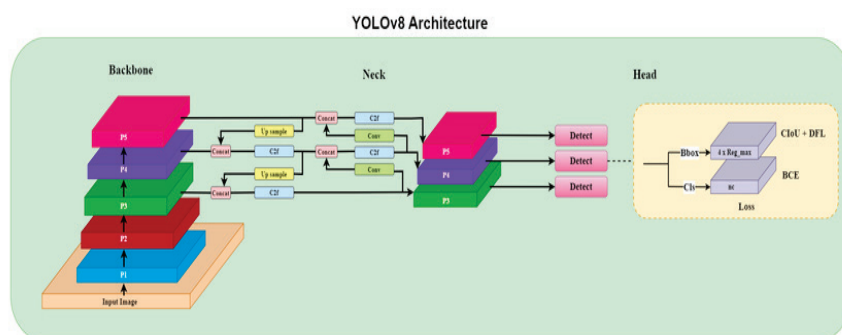 YOLOv8 Architecture
Backbone
Neck
Head
P5
P4
P3
P2
P1
Input Image
Concat
C2f
Up sample
Conv
Concat
C2f
Concat
C2f
Up sample
Conv
Concat
C2f
P5
P4
P3
Detect
Detect
Detect
Bbox
4 x Reg_max
CIoU + DFL
Cls
nc
BCE
Loss